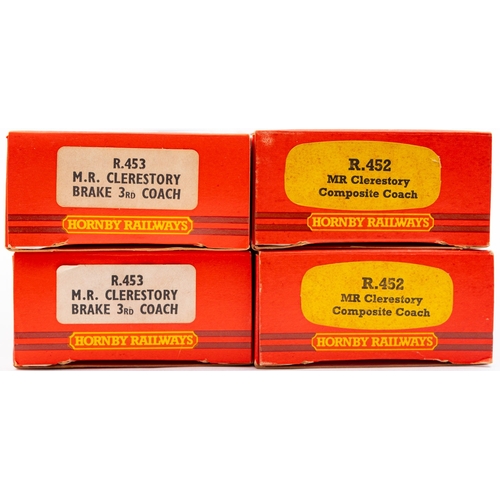 R.453
M.R. CLERESTORY
BRAKE 3RD COACH
HORNBY RAILWAYS
R.452
MR Clerestory
Composite Coach
HORNBY RAILWAYS
R.453
M.R. CLERESTORY
BRAKE 3RD COACH
HORNBY RAILWAYS
R.452
MR Clerestory
Composite Coach
HORNBY RAILWAYS